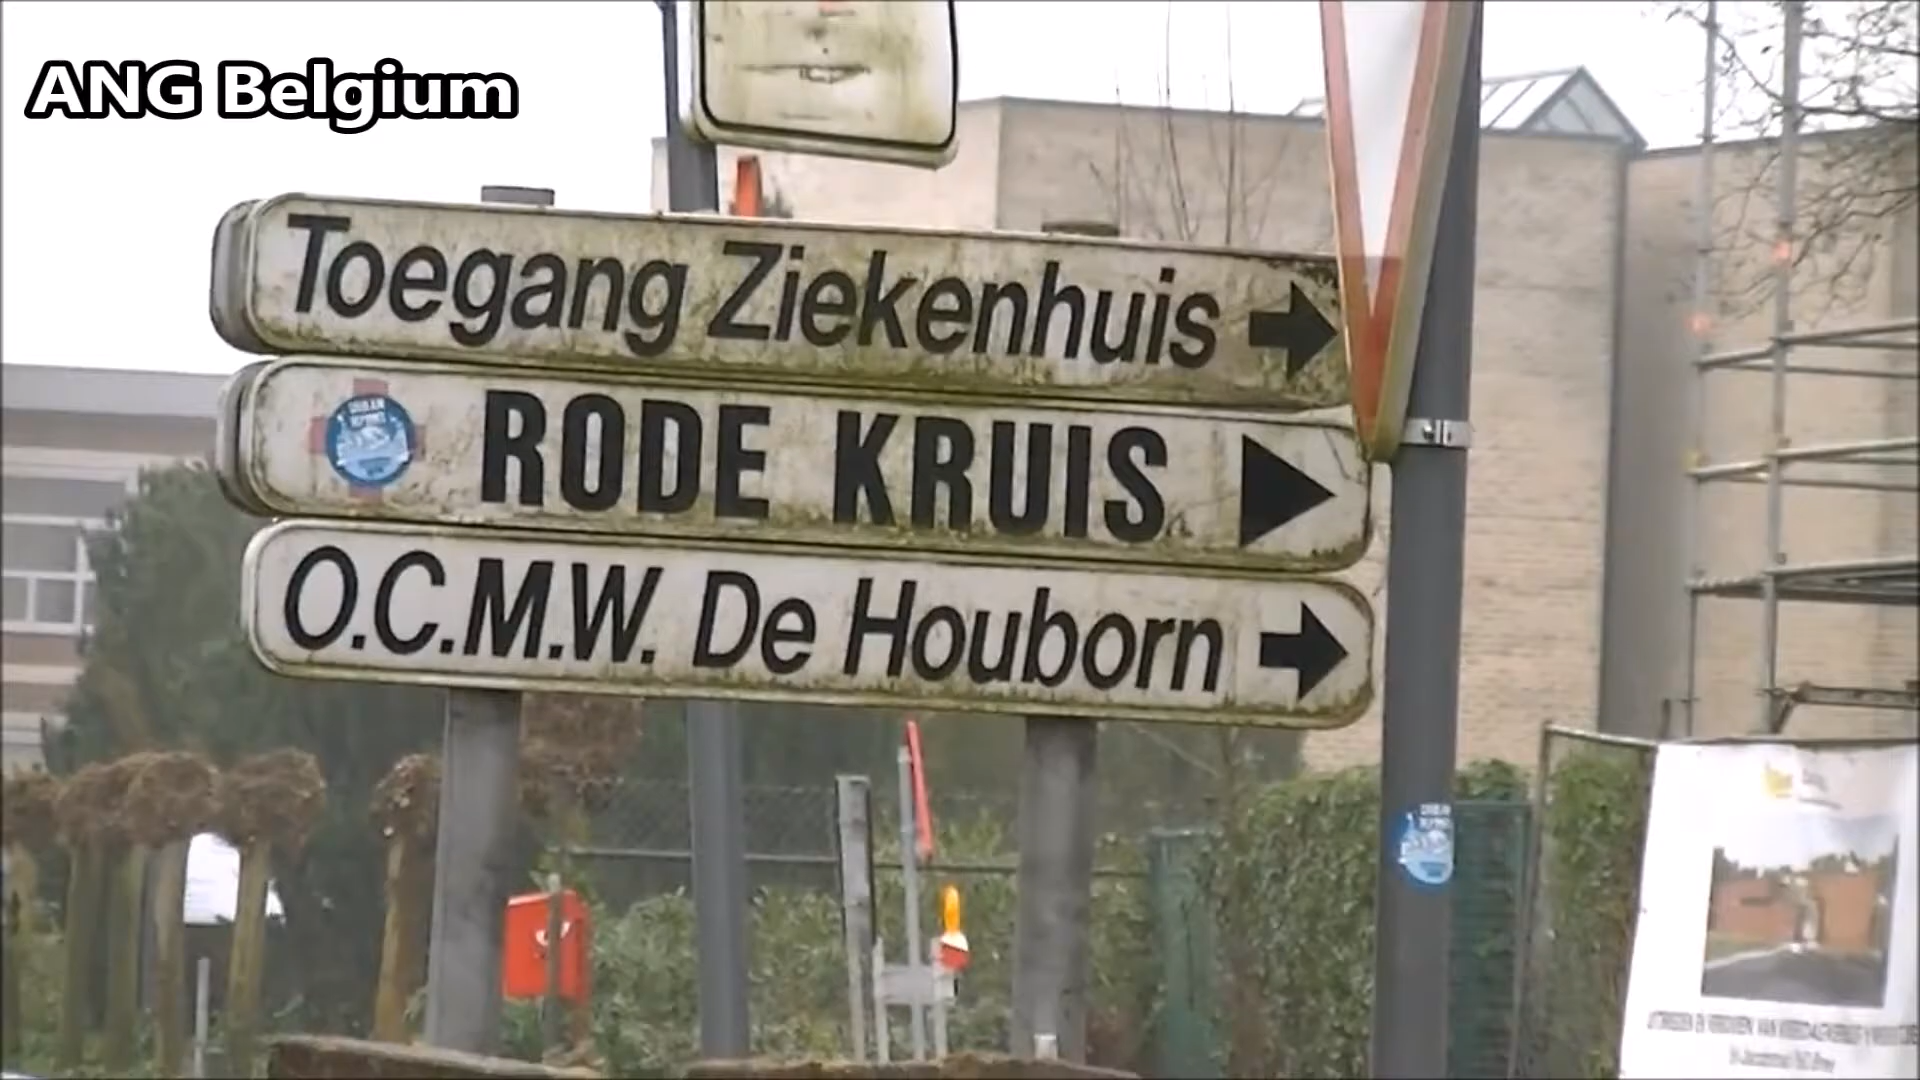 ANG Belgium
Toegang Ziekenhuis
RODE KRUIS
O.C.M.W. De Houborn